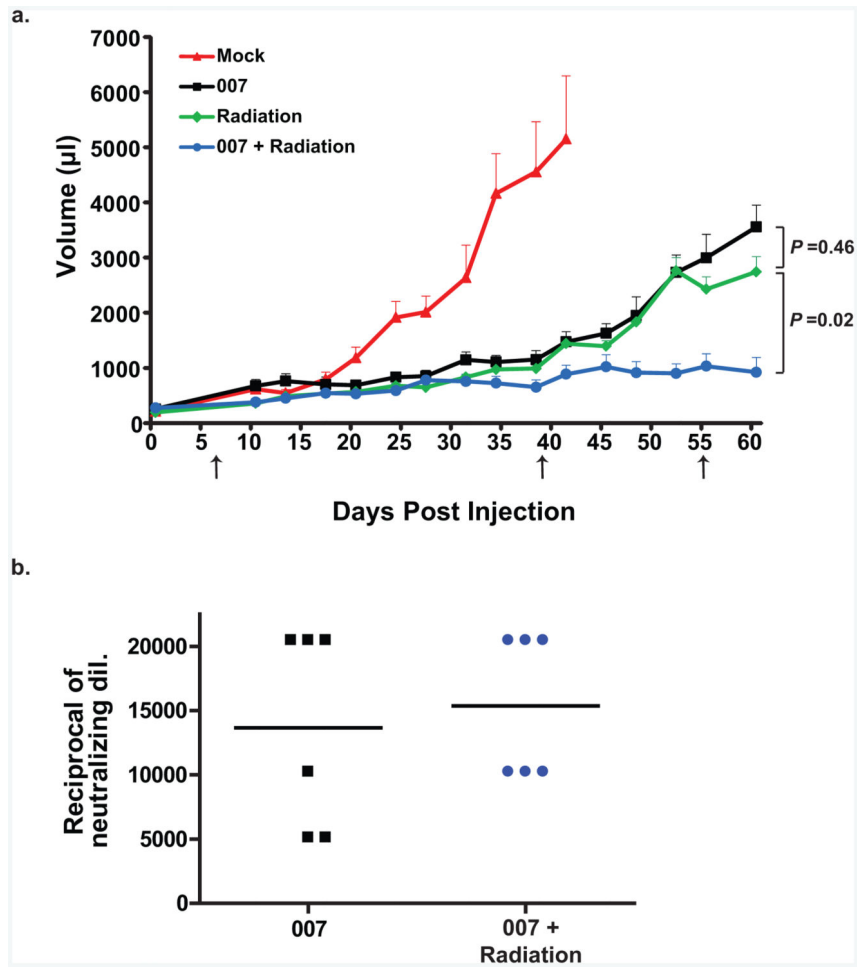 a.
7000
6000
5000
4000
3000
2000
1000
0
Volume (µl)
Mock
007
Radiation
007 + Radiation
P =0.46
P =0.02
0 5 10 15 20 25 30 35 40 45 50 55 60
Days Post Injection
b.
20000
15000
10000
5000
0
Reciprocal of
neutralizing dil.
007
007 +
Radiation